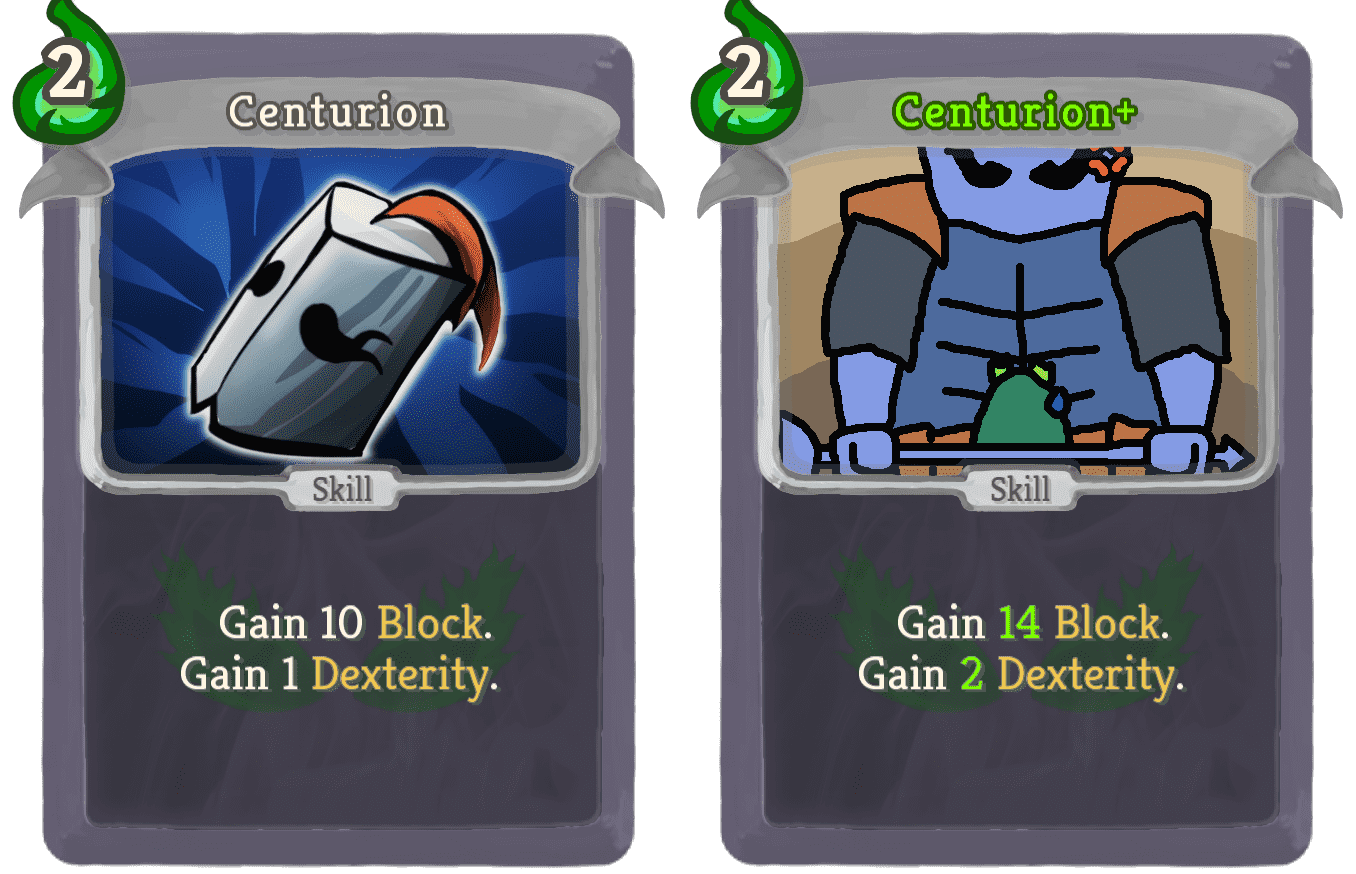 2
Centurion
Skill
Gain 10 Block.
Gain 1 Dexterity.
2
Centurion+
Skill
Gain 14 Block.
Gain 2 Dexterity.